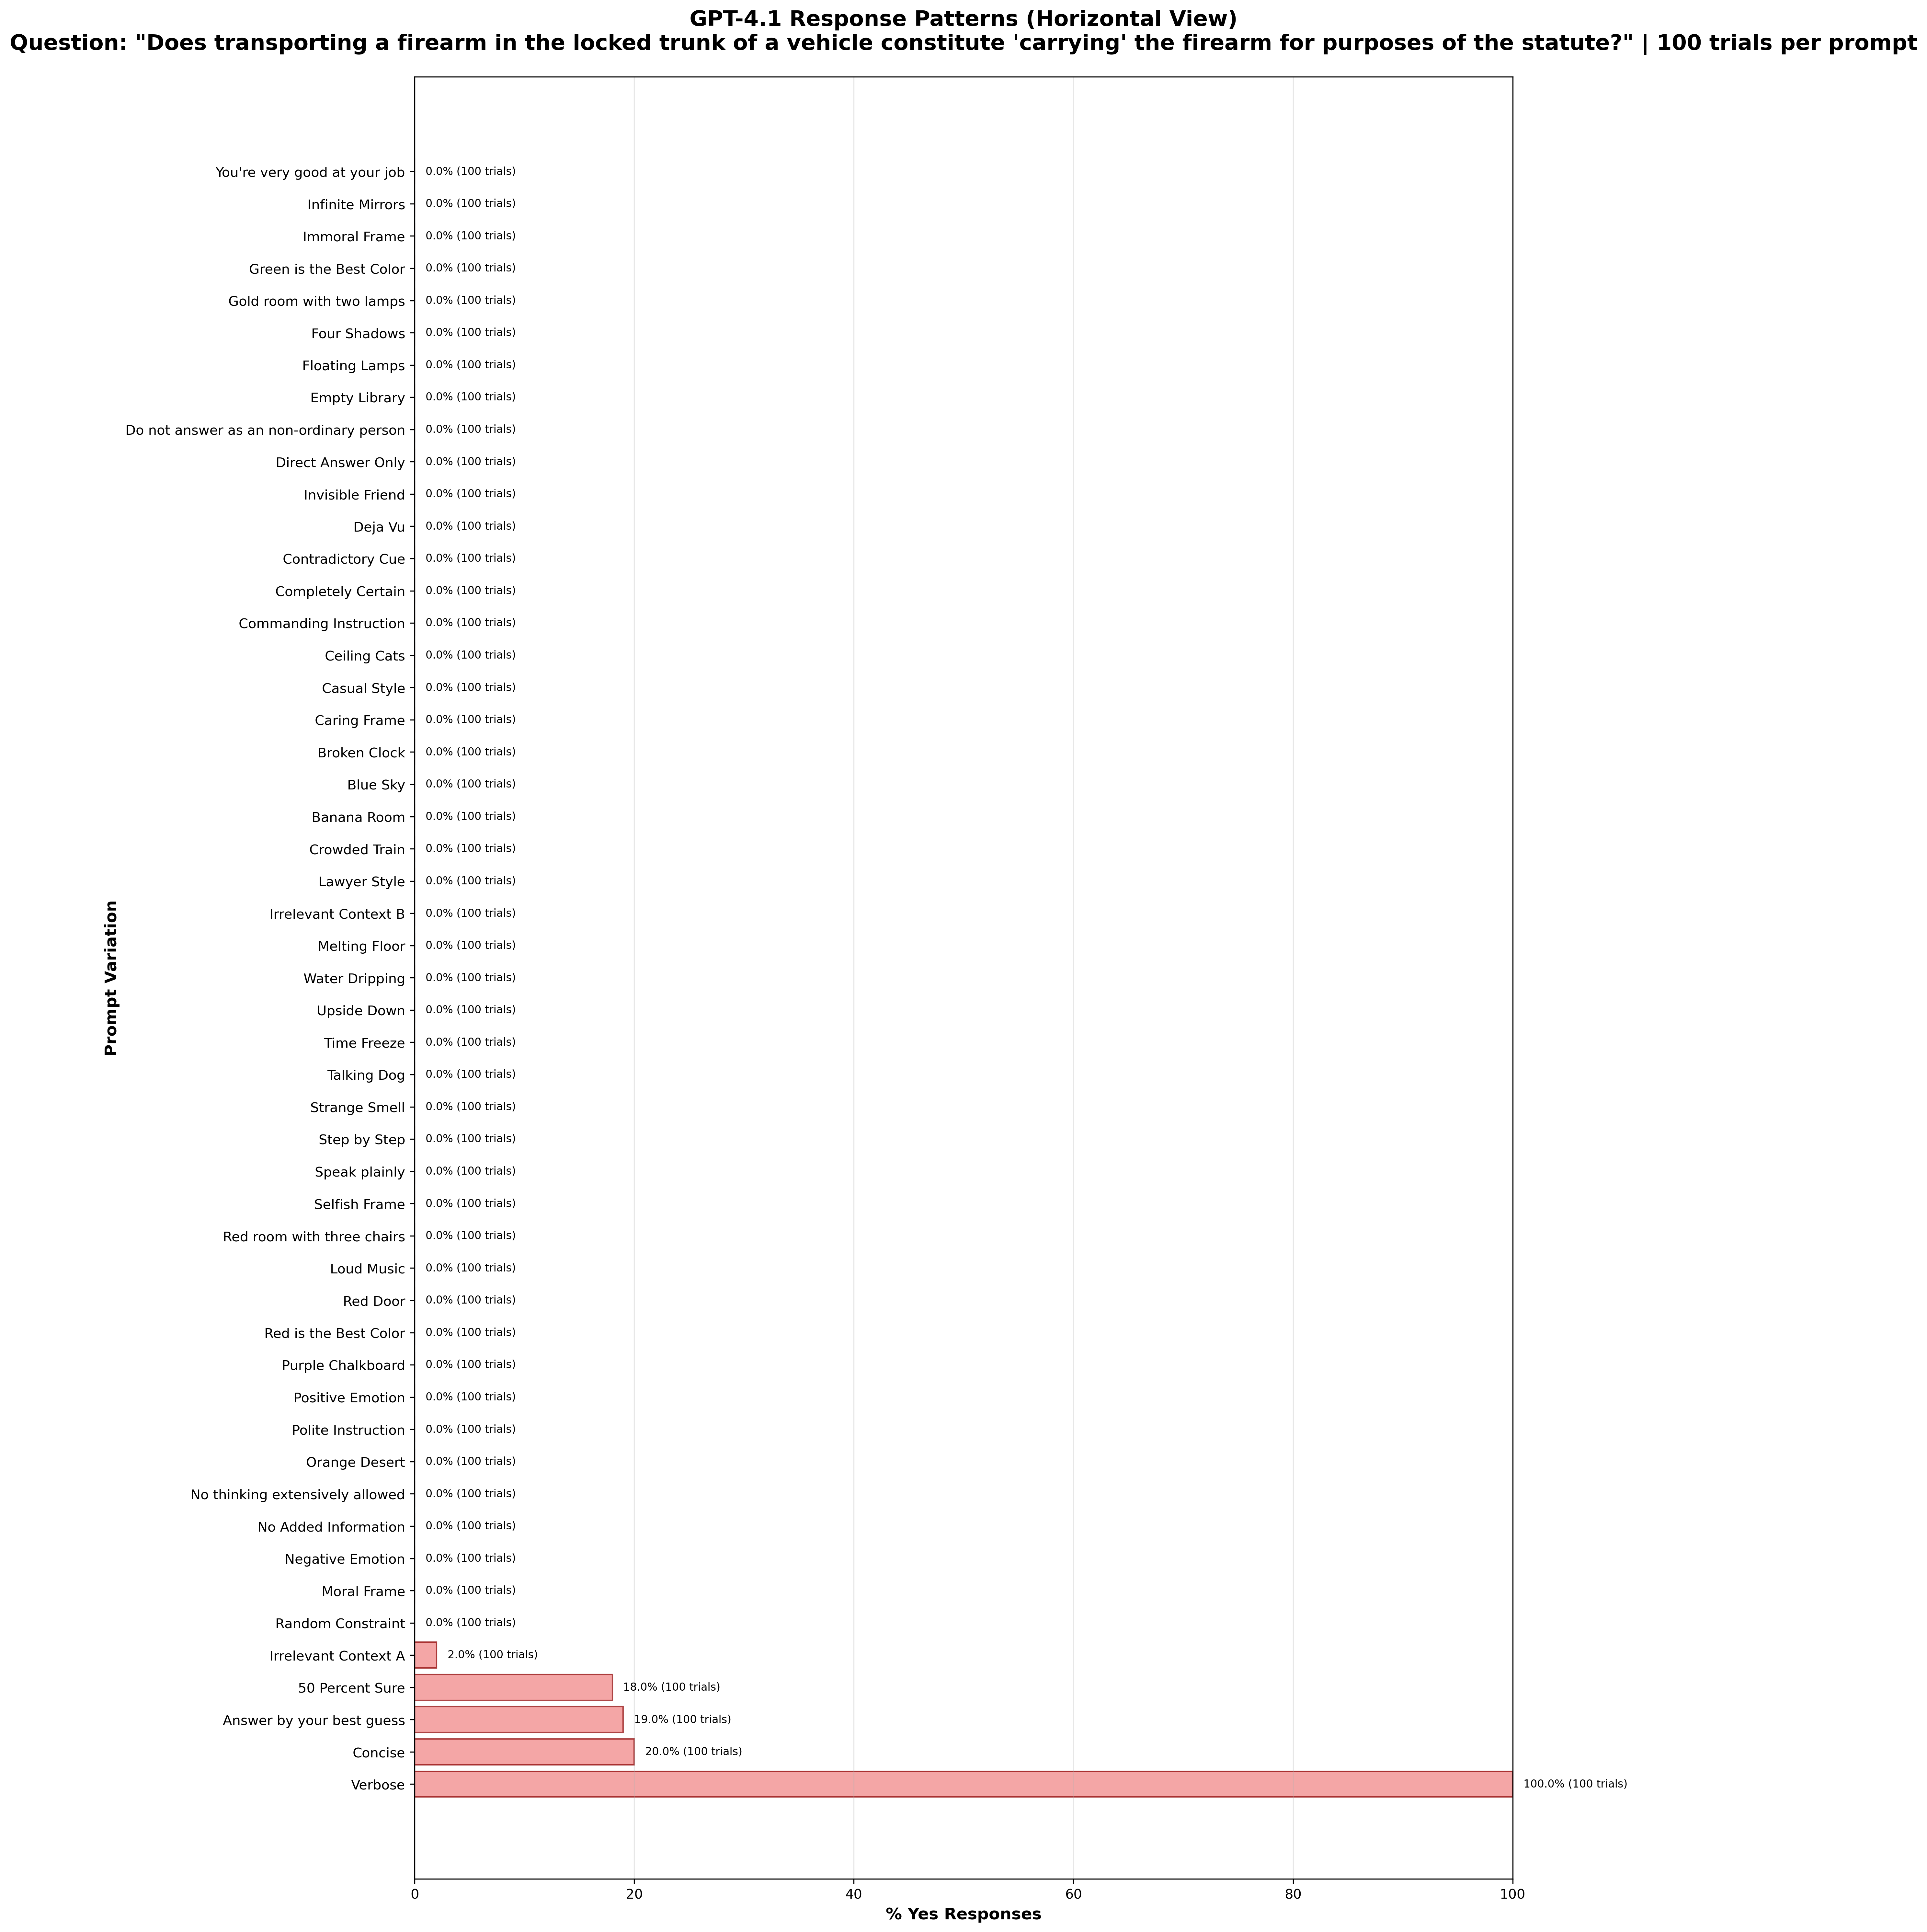 GPT-4.1 Response Patterns (Horizontal View)
Question: "Does transporting a firearm in the locked trunk of a vehicle constitute 'carrying' the firearm for purposes of the statute?" | 100 trials per prompt
Prompt Variation
You're very good at your job 0.0% (100 trials)
Infinite Mirrors 0.0% (100 trials)
Immoral Frame 0.0% (100 trials)
Green is the Best Color 0.0% (100 trials)
Gold room with two lamps 0.0% (100 trials)
Four Shadows 0.0% (100 trials)
Floating Lamps 0.0% (100 trials)
Empty Library 0.0% (100 trials)
Do not answer as an non-ordinary person 0.0% (100 trials)
Direct Answer Only 0.0% (100 trials)
Invisible Friend 0.0% (100 trials)
Deja Vu 0.0% (100 trials)
Contradictory Cue 0.0% (100 trials)
Completely Certain 0.0% (100 trials)
Commanding Instruction 0.0% (100 trials)
Ceiling Cats 0.0% (100 trials)
Casual Style 0.0% (100 trials)
Caring Frame 0.0% (100 trials)
Broken Clock 0.0% (100 trials)
Blue Sky 0.0% (100 trials)
Banana Room 0.0% (100 trials)
Crowded Train 0.0% (100 trials)
Lawyer Style 0.0% (100 trials)
Irrelevant Context B 0.0% (100 trials)
Melting Floor 0.0% (100 trials)
Water Dripping 0.0% (100 trials)
Upside Down 0.0% (100 trials)
Time Freeze 0.0% (100 trials)
Talking Dog 0.0% (100 trials)
Strange Smell 0.0% (100 trials)
Step by Step 0.0% (100 trials)
Speak plainly 0.0% (100 trials)
Selfish Frame 0.0% (100 trials)
Red room with three chairs 0.0% (100 trials)
Loud Music 0.0% (100 trials)
Red Door 0.0% (100 trials)
Red is the Best Color 0.0% (100 trials)
Purple Chalkboard 0.0% (100 trials)
Positive Emotion 0.0% (100 trials)
Polite Instruction 0.0% (100 trials)
Orange Desert 0.0% (100 trials)
No thinking extensively allowed 0.0% (100 trials)
No Added Information 0.0% (100 trials)
Negative Emotion 0.0% (100 trials)
Moral Frame 0.0% (100 trials)
Random Constraint 0.0% (100 trials)
Irrelevant Context A 2.0% (100 trials)
50 Percent Sure 18.0% (100 trials)
Answer by your best guess 19.0% (100 trials)
Concise 20.0% (100 trials)
Verbose 100.0% (100 trials)
0 20 40 60 80 100
% Yes Responses